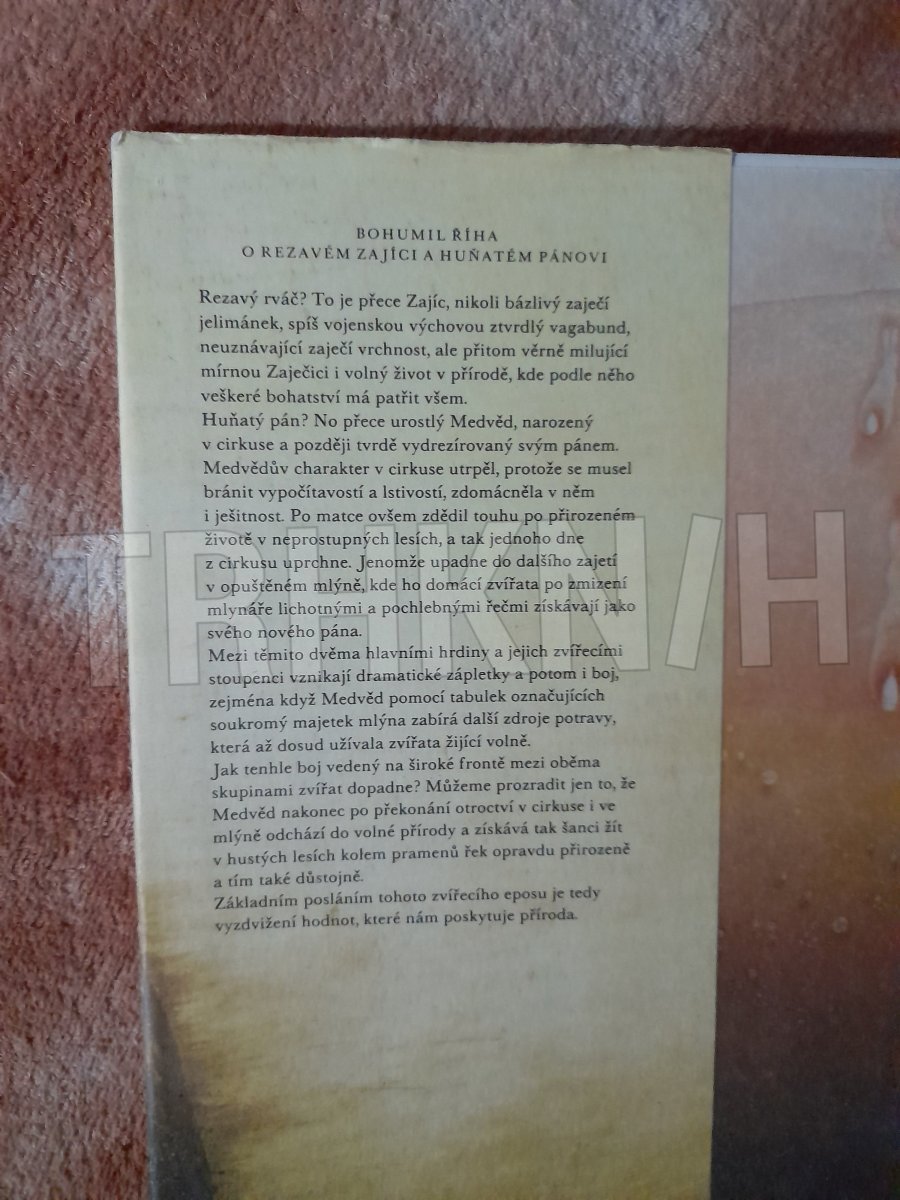 BOHUMIL ŘÍHA
O REZAVÉM ZAJÍCI A HUŇATÉM PÁNOVI
Rezavý rváč? To je přece Zajíc, nikoli bázlivý zaječí
jelimánek, spíš vojenskou výchovou ztvrdlý vagabund,
neuznávající zaječí vrchnost, ale přitom věrně milující
mírnou Zaječici i volný život v přírodě, kde podle něho
veškeré bohatství má patřit všem.
Huňatý pán? No přece urostlý Medvěd, narozený
v cirkuse a později tvrdě vydrezírovaný svým pánem.
Medvědův charakter v cirkuse utrpěl, protože se musel
bránit vypočítavostí a lstivostí, zdomácněla v něm
i ješitnost. Po matce ovšem zdědil touhu po přirozeném
životě v neprostupných lesích, a tak jednoho dne
z cirkusu uprchne. Jenomže upadne do dalšího zajetí
v opuštěném mlýně, kde ho domácí zvířata po zmizení
mlynáře lichotnými a pochlebnými řečmi získávají jako
svého nového pána.
Mezi těmito dvěma hlavními hrdiny a jejich zvířecími
stoupenci vznikají dramatické zápletky a potom i boj,
zejména když Medvěd pomocí tabulek označujících
soukromý majetek mlýna zabírá další zdroje potravy,
která až dosud užívala zvířata žijící volně.
Jak tenhle boj vedený na široké frontě mezi oběma
skupinami zvířat dopadne? Můžeme prozradit jen to, že
Medvěd nakonec po překonání otroctví v cirkuse i ve
mlýně odchází do volné přírody a získává tak šanci žít
v hustých lesích kolem pramenů řek opravdu přirozeně
a tím také důstojně.
Základním posláním tohoto zvířecího eposu je tedy
vyzdvižení hodnot, které nám poskytuje příroda.
TRHKNIH